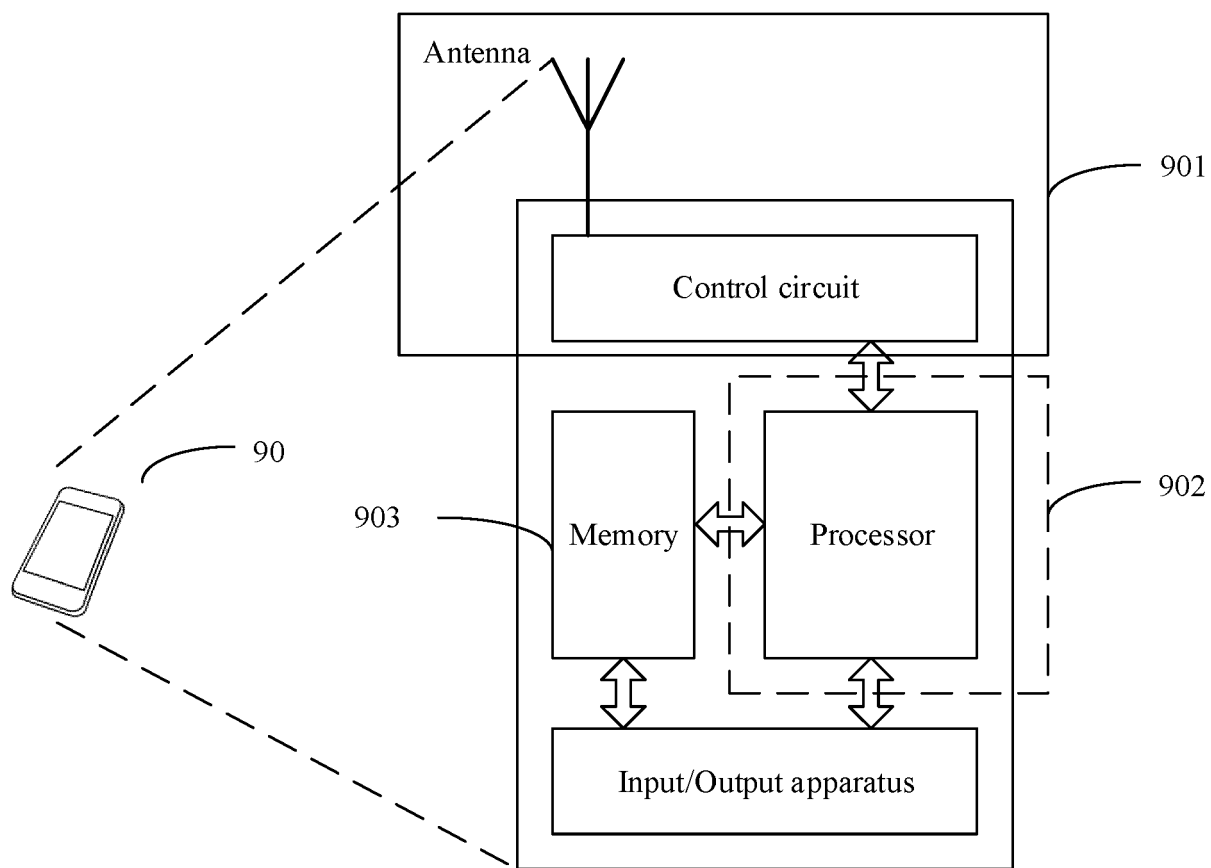 Antenna
901
Control circuit
90
902
903
Memory
Processor
Input/Output apparatus